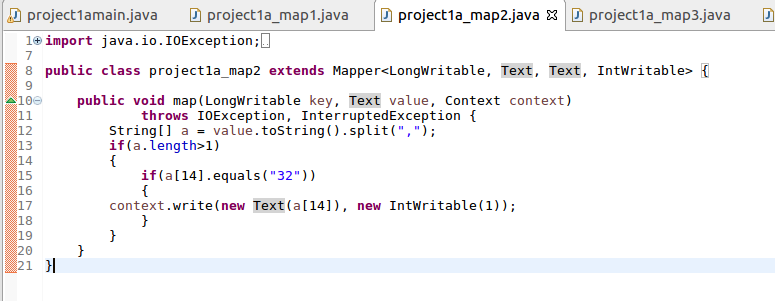 project1amain.java project1a_map1.java project1a_map2.java project1a_map3.java
1 import java.io.IOException;
7
8 public class project1a_map2 extends Mapper<LongWritable, Text, Text, IntWritable> {
9
10     public void map(LongWritable key, Text value, Context context)
11             throws IOException, InterruptedException {
12         String[] a = value.toString().split(",");
13         if(a.length>1)
14         {
15             if(a[14].equals("32"))
16             {
17         context.write(new Text(a[14]), new IntWritable(1));
18             }
19         }
20     }
21 }